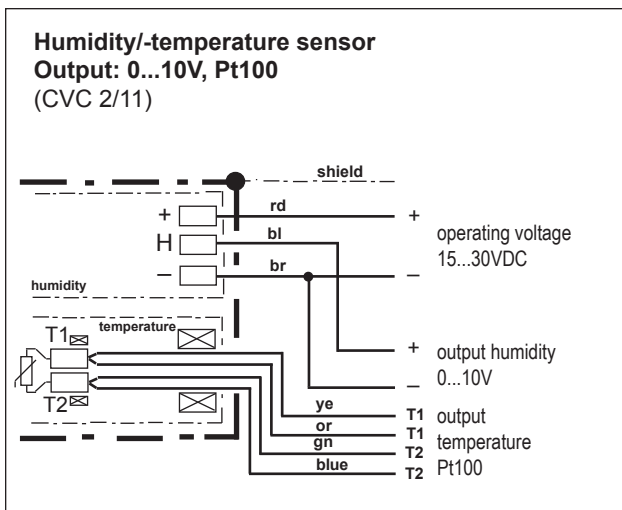 Humidity/-temperature sensor
Output: 0...10V, Pt100
(CVC 2/11)
shield
+ rd +
H bl
operating voltage
15...30VDC
– br –
humidity
temperature
T1
T2
+ output humidity
0...10V
–
ye T1 output
or T1
gn T2 temperature
blue T2 Pt100